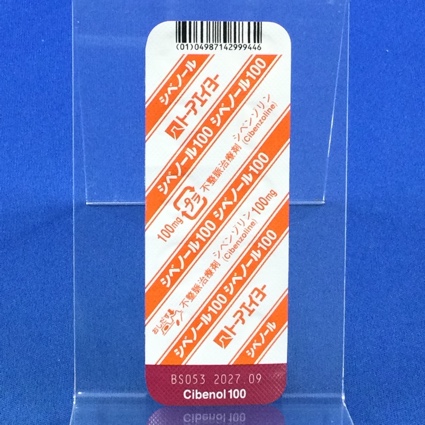 (01)04987142999446
シベノール
シベノール100 シベノール100
トーアエイヨー
不整脈治療剤 シベンゾリン
(Cibenzoline)
100mg
プラ
シベノール100 シベノール100
不整脈治療剤 シベンゾリン
(Cibenzoline)
100mg
シベノール100 シベノール100
トーアエイヨー
シベノール
BS053 2027.09
Cibenol 100